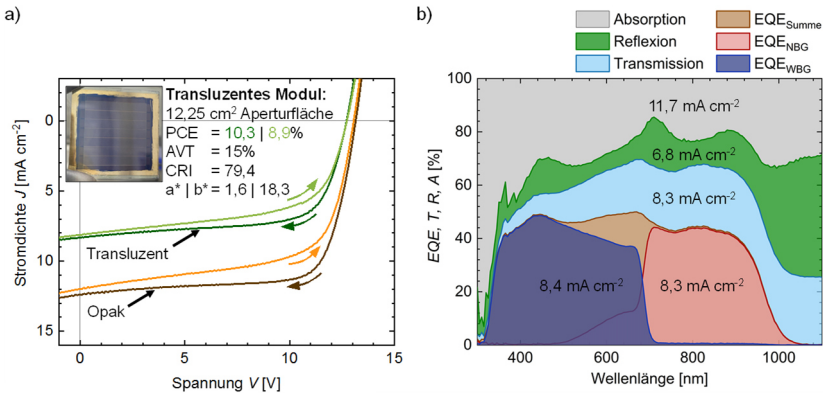 a)
Transluzentes Modul:
12,25 cm² Aperturfläche
PCE = 10,3 | 8,9%
AVT = 15%
CRI = 79,4
a* | b* = 1,6 | 18,3
Transluzent
Opak
0
5
10
15
0 5 10 15
Stromdichte J [mA cm⁻²]
Spannung V [V]
b)
Absorption
Reflexion
Transmission
EQE_Summe
EQE_NBG
EQE_WBG
100
80
60
40
20
0
11,7 mA cm⁻²
6,8 mA cm⁻²
8,3 mA cm⁻²
8,4 mA cm⁻² 8,3 mA cm⁻²
400 600 800 1000
EQE, T, R, A [%]
Wellenlänge [nm]